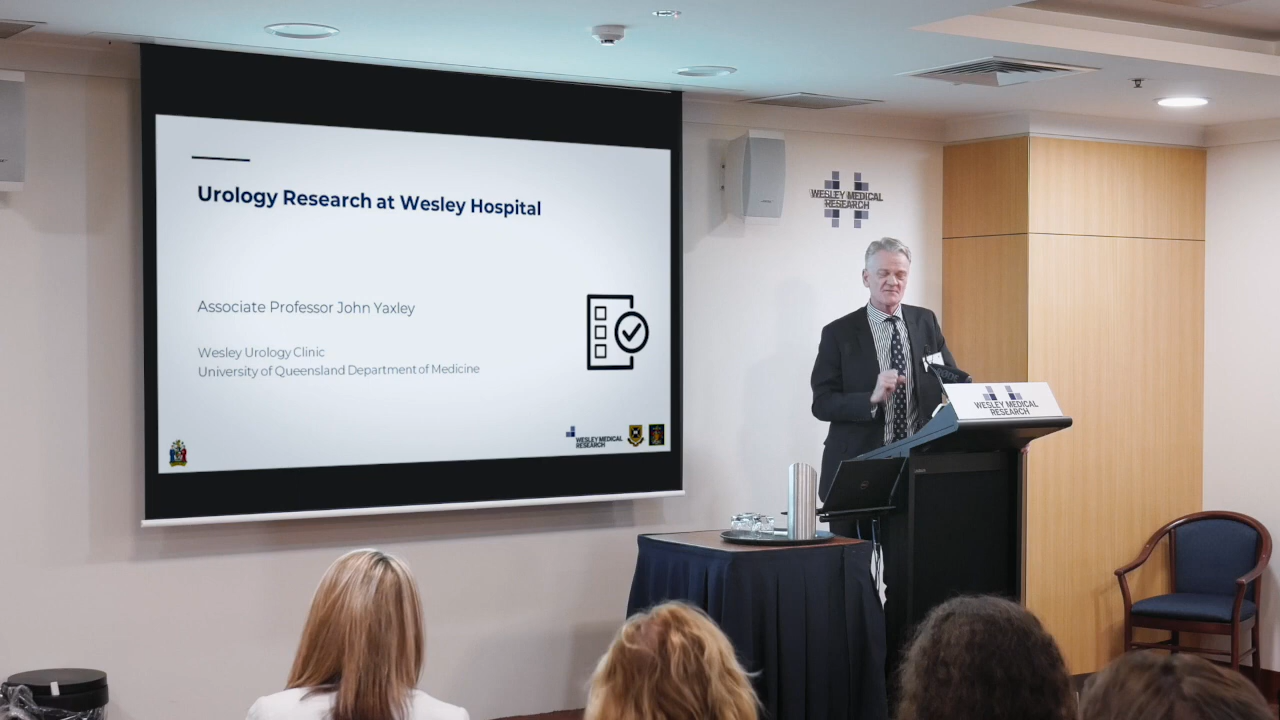 Urology Research at Wesley Hospital
Associate Professor John Yaxley
Wesley Urology Clinic
University of Queensland Department of Medicine
WESLEY MEDICAL
RESEARCH
WESLEY MEDICAL
RESEARCH
WESLEY MEDICAL
RESEARCH